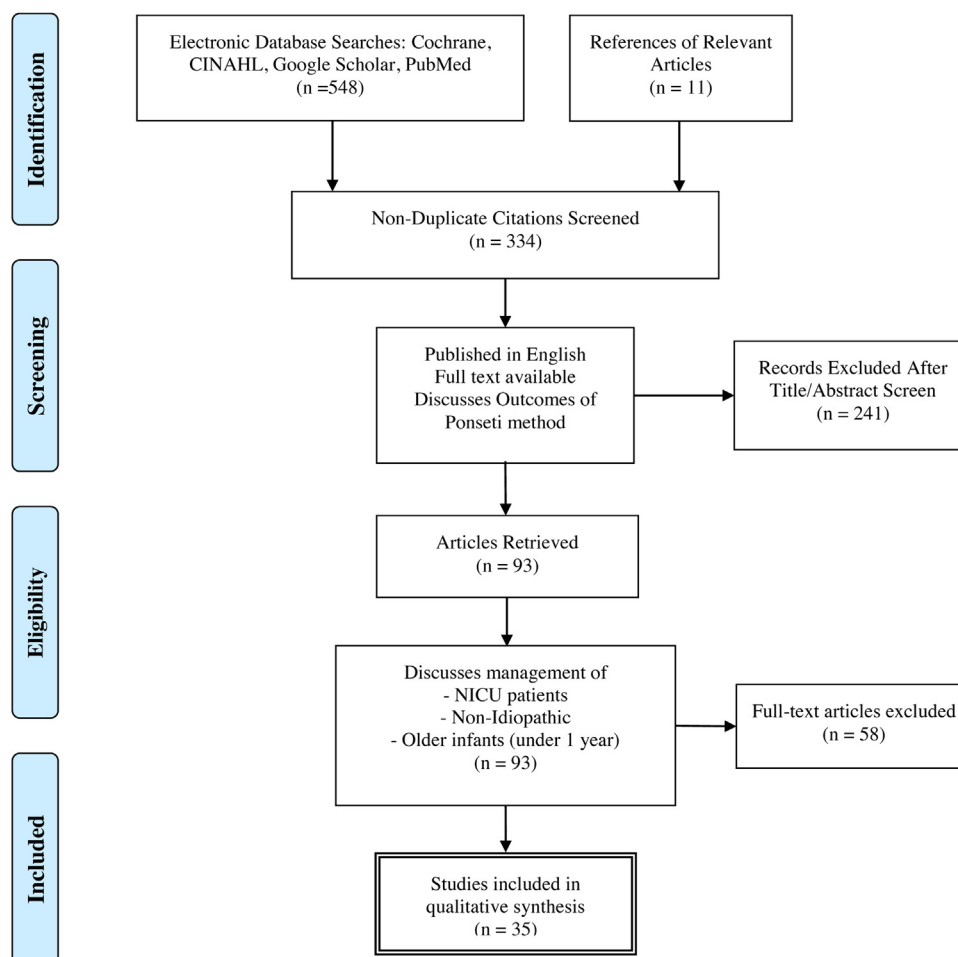 Identification
Electronic Database Searches: Cochrane,
CINAHL, Google Scholar, PubMed
(n =548)
References of Relevant
Articles
(n = 11)
Non-Duplicate Citations Screened
(n = 334)
Screening
Published in English
Full text available
Discusses Outcomes of
Ponseti method
Records Excluded After
Title/Abstract Screen
(n = 241)
Eligibility
Articles Retrieved
(n = 93)
Discusses management of
- NICU patients
- Non-Idiopathic
- Older infants (under 1 year)
(n = 93)
Full-text articles excluded
(n = 58)
Included
Studies included in
qualitative synthesis
(n = 35)